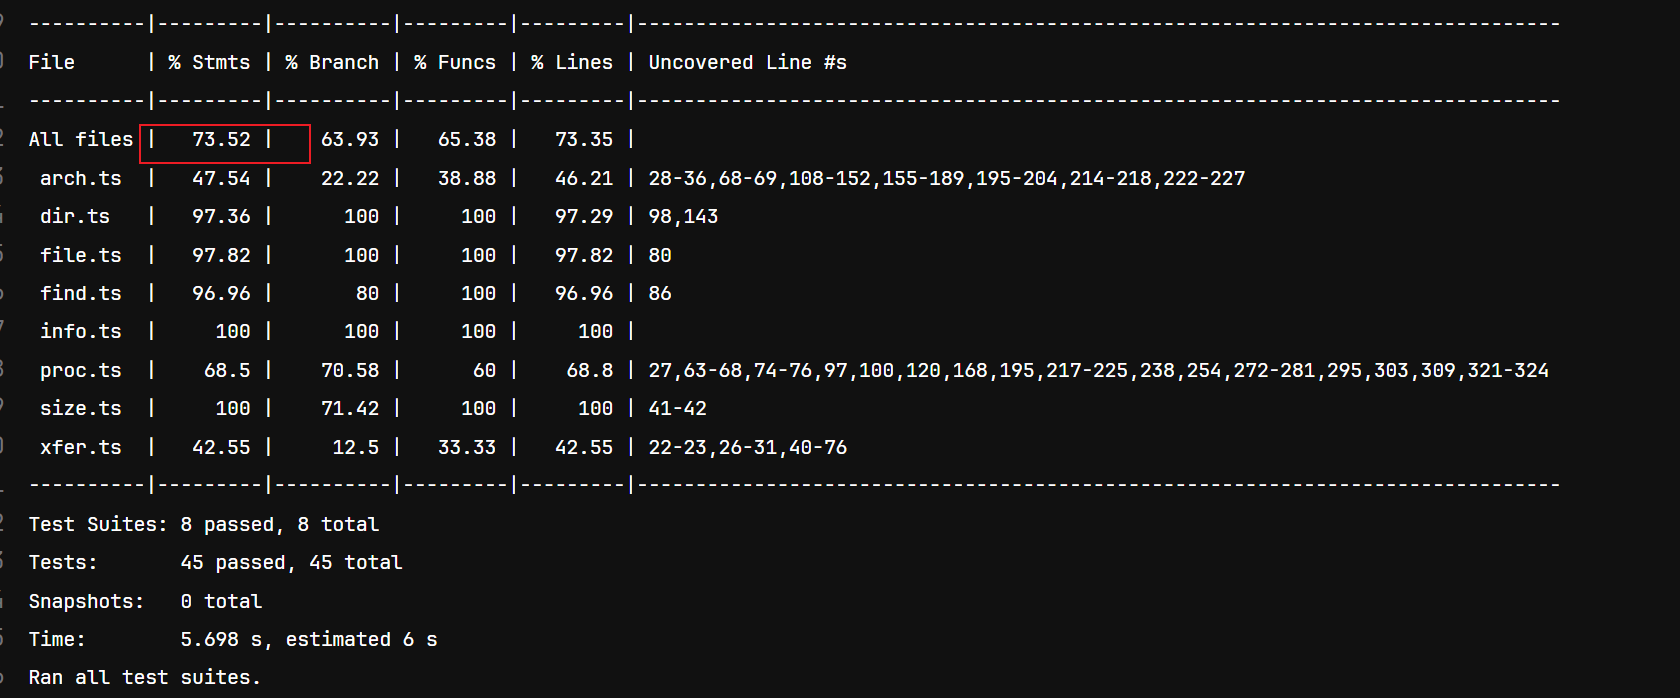 ----------|---------|----------|---------|---------|-------------------------------------------------------------------------------
File      | % Stmts | % Branch | % Funcs | % Lines | Uncovered Line #s
----------|---------|----------|---------|---------|-------------------------------------------------------------------------------
All files |   73.52 |    63.93 |   65.38 |   73.35 |
 arch.ts  |   47.54 |    22.22 |   38.88 |   46.21 | 28-36,68-69,108-152,155-189,195-204,214-218,222-227
 dir.ts   |   97.36 |      100 |     100 |   97.29 | 98,143
 file.ts  |   97.82 |      100 |     100 |   97.82 | 80
 find.ts  |   96.96 |       80 |     100 |   96.96 | 86
 info.ts  |     100 |      100 |     100 |     100 |
 proc.ts  |    68.5 |    70.58 |      60 |    68.8 | 27,63-68,74-76,97,100,120,168,195,217-225,238,254,272-281,295,303,309,321-324
 size.ts  |     100 |    71.42 |     100 |     100 | 41-42
 xfer.ts  |   42.55 |     12.5 |   33.33 |   42.55 | 22-23,26-31,40-76
----------|---------|----------|---------|---------|-------------------------------------------------------------------------------
Test Suites: 8 passed, 8 total
Tests:       45 passed, 45 total
Snapshots:   0 total
Time:        5.698 s, estimated 6 s
Ran all test suites.